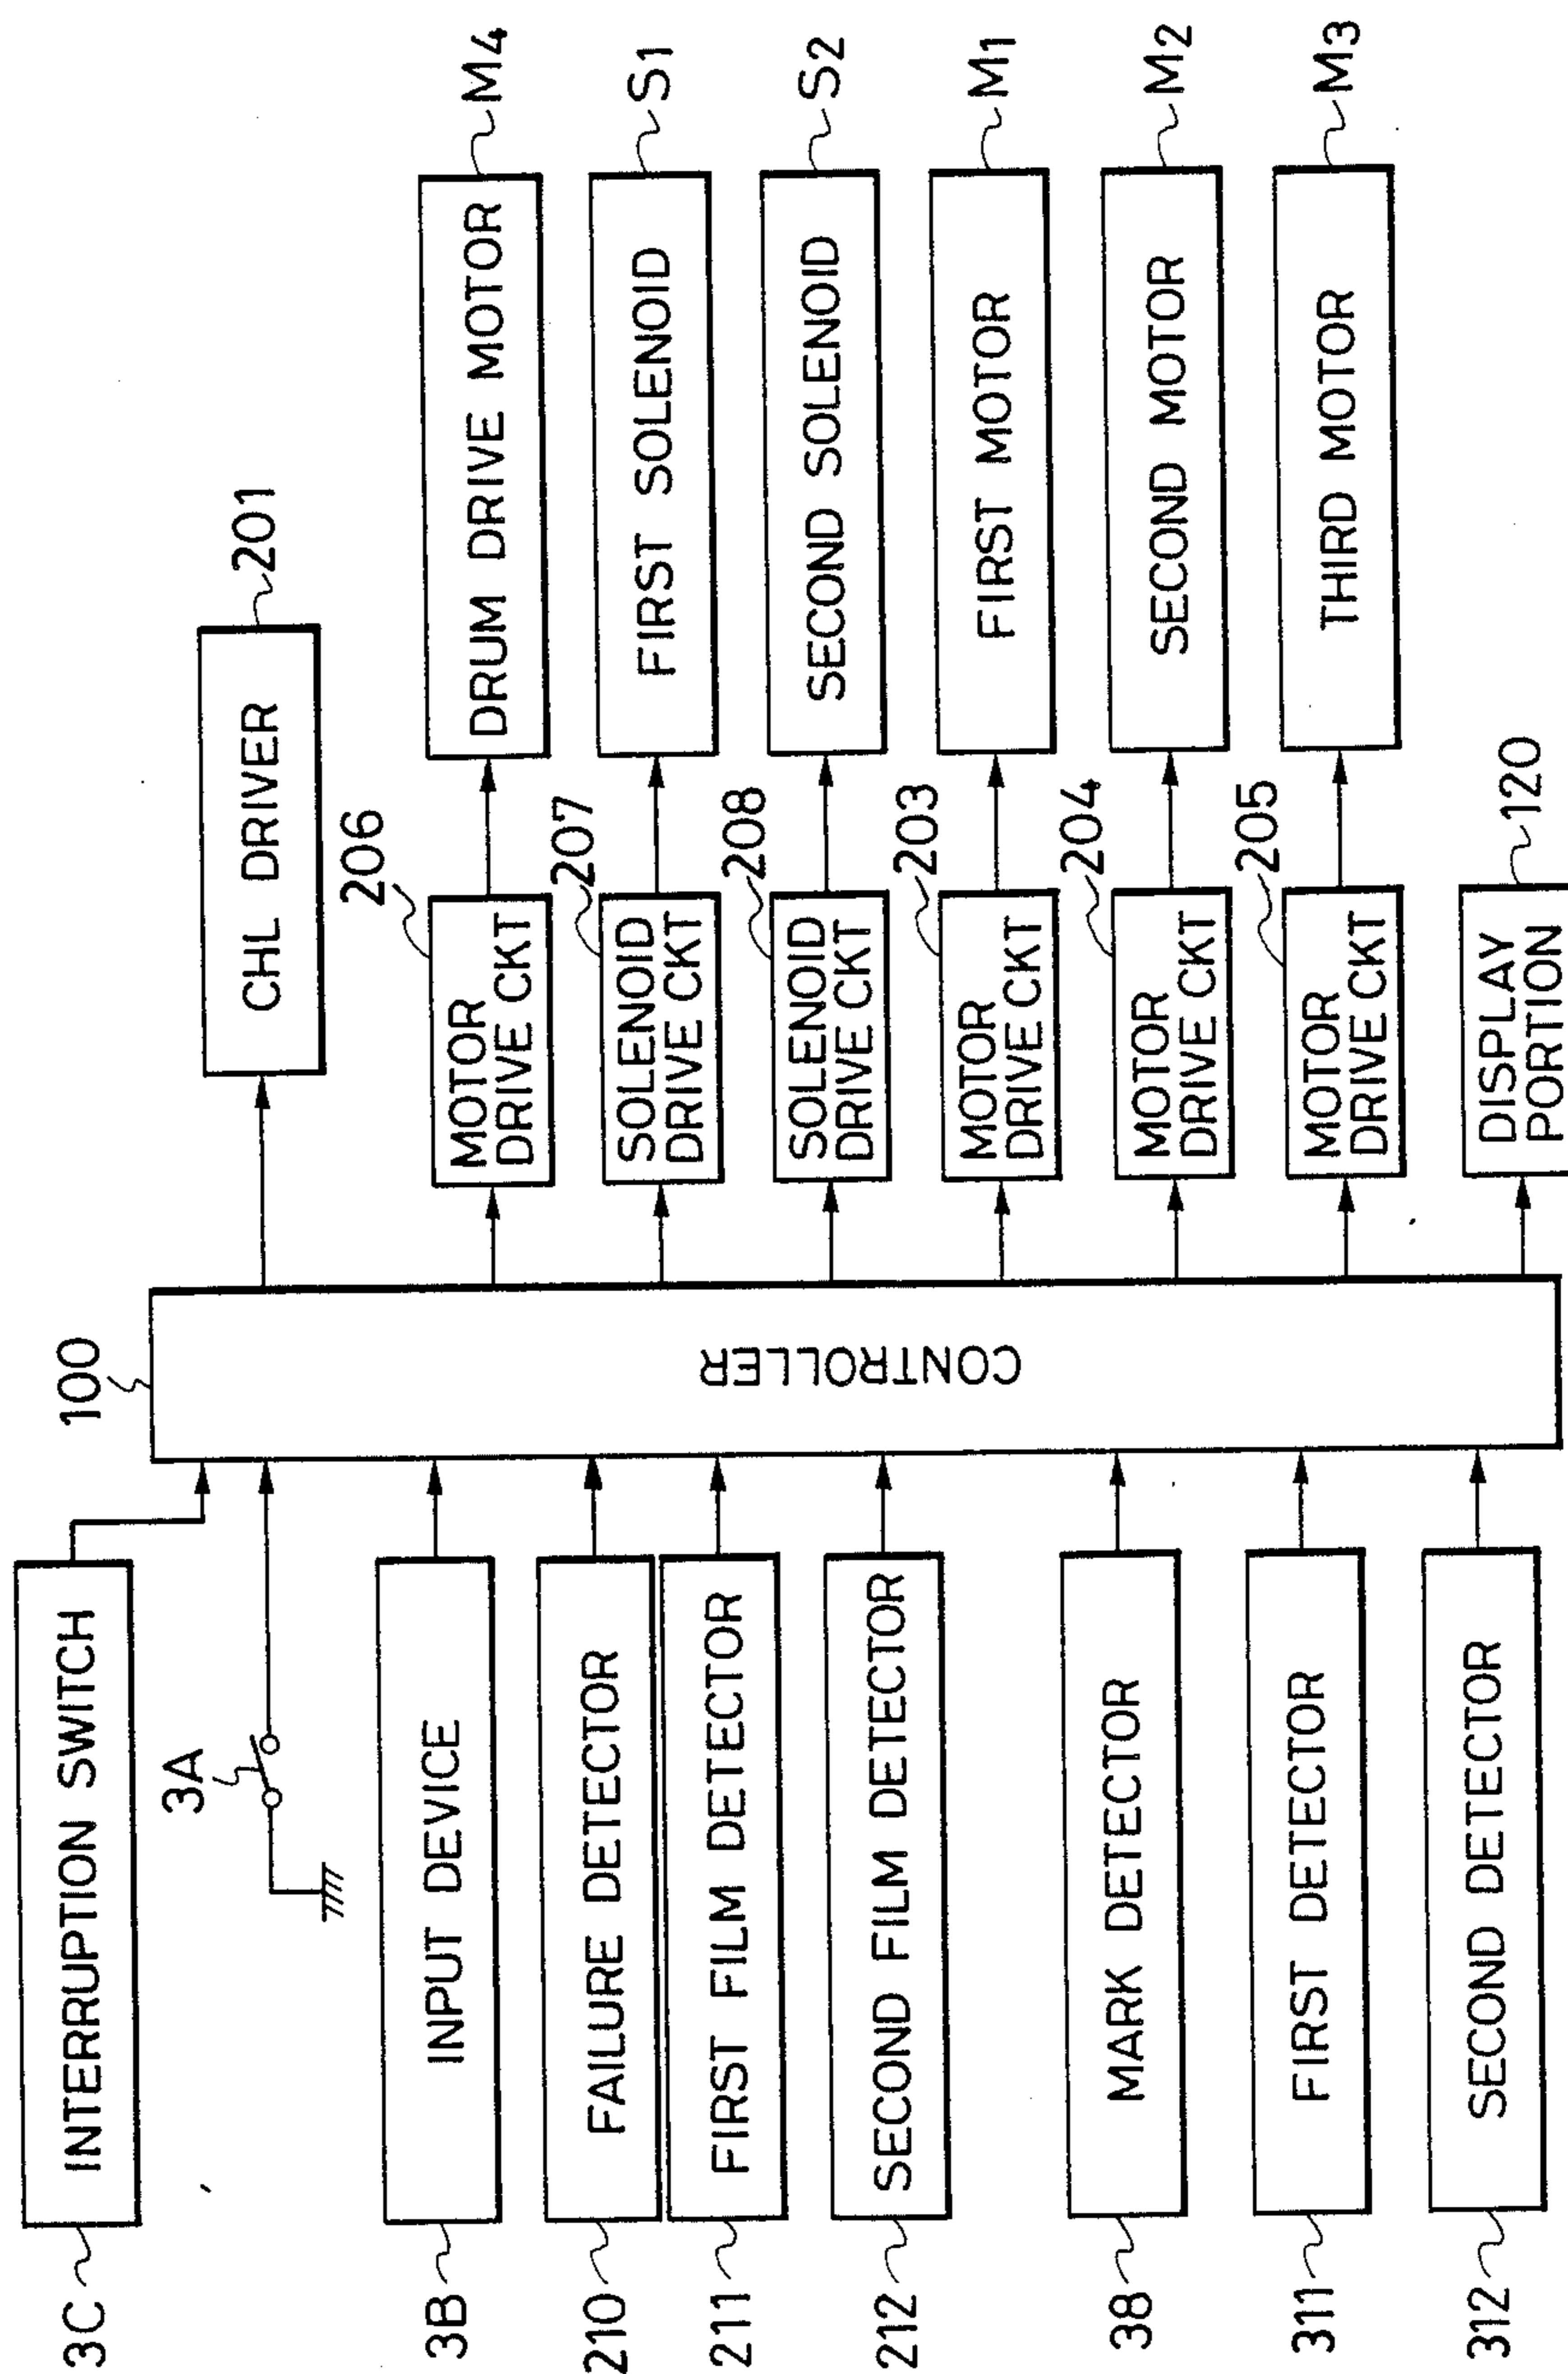 3C
INTERRUPTION SWITCH
3A
3B
INPUT DEVICE
210
FAILURE DETECTOR
211
FIRST FILM DETECTOR
212
SECOND FILM DETECTOR
38
MARK DETECTOR
311
FIRST DETECTOR
312
SECOND DETECTOR
100
CONTROLLER
CHL DRIVER
201
206
MOTOR
DRIVE CKT
DRUM DRIVE MOTOR
M4
207
SOLENOID
DRIVE CKT
FIRST SOLENOID
S1
208
SOLENOID
DRIVE CKT
SECOND SOLENOID
S2
203
MOTOR
DRIVE CKT
FIRST MOTOR
M1
204
MOTOR
DRIVE CKT
SECOND MOTOR
M2
205
MOTOR
DRIVE CKT
THIRD MOTOR
M3
DISPLAY
PORTION
120